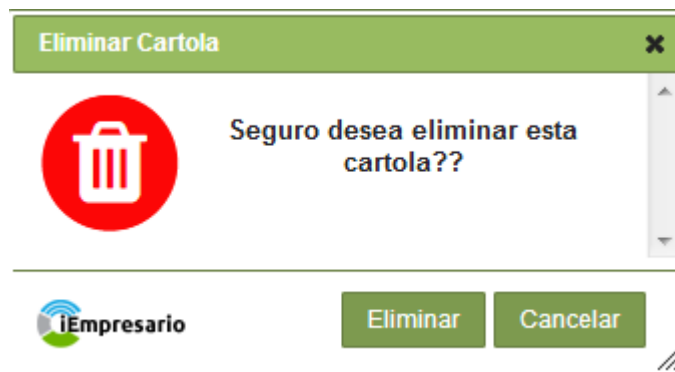 Eliminar Cartola
Seguro desea eliminar esta
cartola??
iEmpresario
Eliminar
Cancelar